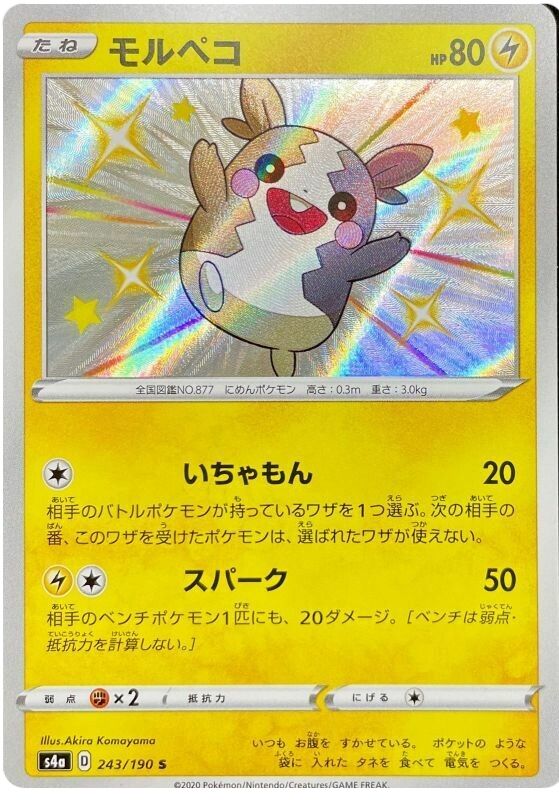 たね モルペコ HP80
全国図鑑NO.877 にめんポケモン 高さ:0.3m 重さ:3.0kg
いちゃもん 20
相手のバトルポケモンが持っているワザを1つ選ぶ。次の相手の
番、このワザを受けたポケモンは、選ばれたワザが使えない。
スパーク 50
相手のベンチポケモン1匹にも、20ダメージ。[ベンチは弱点・
抵抗力を計算しない。]
弱点 ×2 抵抗力 にげる
Illus.Akira Komayama
s4a D 243/190 S
いつも お腹を すかせている。 ポケットの ような
袋に 入れた タネを 食べて 電気を つくる。
©2020 Pokémon/Nintendo/Creatures/GAME FREAK.